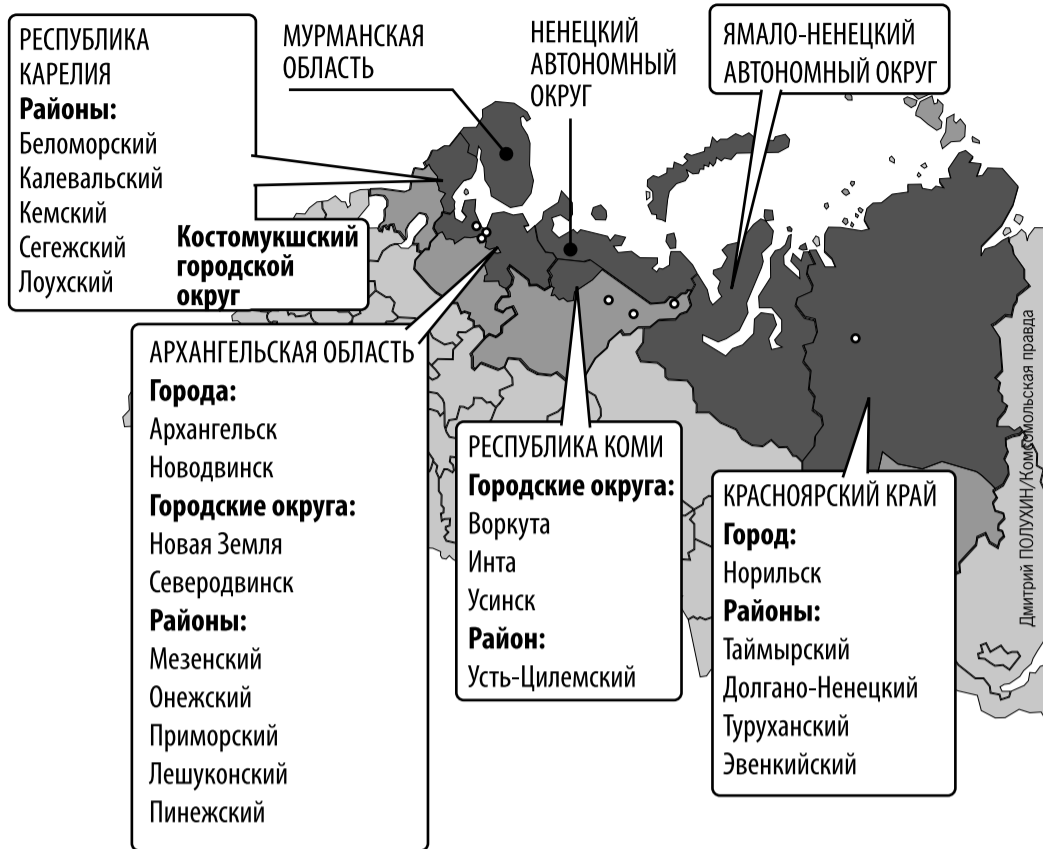 РЕСПУБЛИКА
КАРЕЛИЯ
Районы:
Беломорский
Калевальский
Кемский
Сегежский
Лоухский
Костомукшский
городской
округ
МУРМАНСКАЯ
ОБЛАСТЬ
НЕНЕЦКИЙ
АВТОНОМНЫЙ
ОКРУГ
ЯМАЛО-НЕНЕЦКИЙ
АВТОНОМНЫЙ ОКРУГ
АРХАНГЕЛЬСКАЯ ОБЛАСТЬ
Города:
Архангельск
Новодвинск
Городские округа:
Новая Земля
Северодвинск
Районы:
Мезенский
Онежский
Приморский
Лешуконский
Пинежский
РЕСПУБЛИКА КОМИ
Городские округа:
Воркута
Инта
Усинск
Район:
Усть-Цилемский
КРАСНОЯРСКИЙ КРАЙ
Город:
Норильск
Районы:
Таймырский
Долгано-Ненецкий
Туруханский
Эвенкийский
Дмитрий ПОЛУХИН/Комсомольская правда